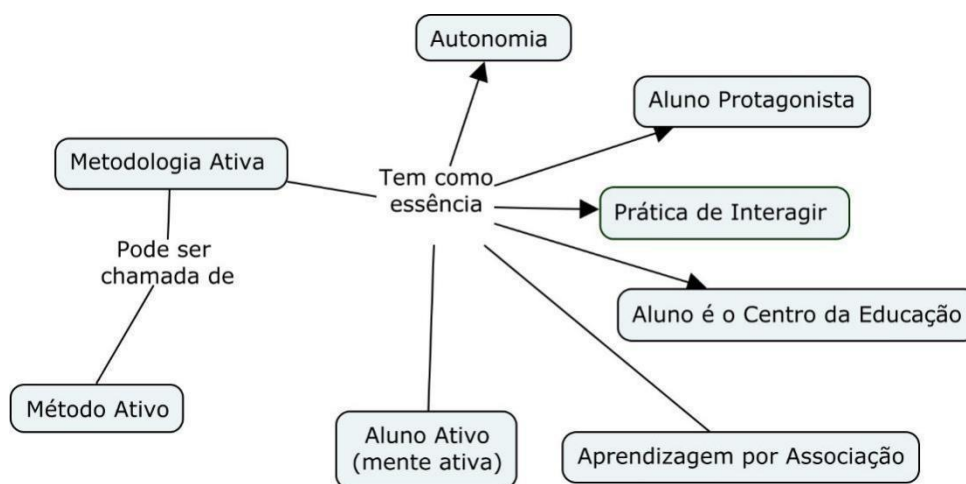 Autonomia
Aluno Protagonista
Metodologia Ativa
Tem como
essência
Prática de Interagir
Pode ser
chamada de
Aluno é o Centro da Educação
Método Ativo
Aluno Ativo
(mente ativa)
Aprendizagem por Associação